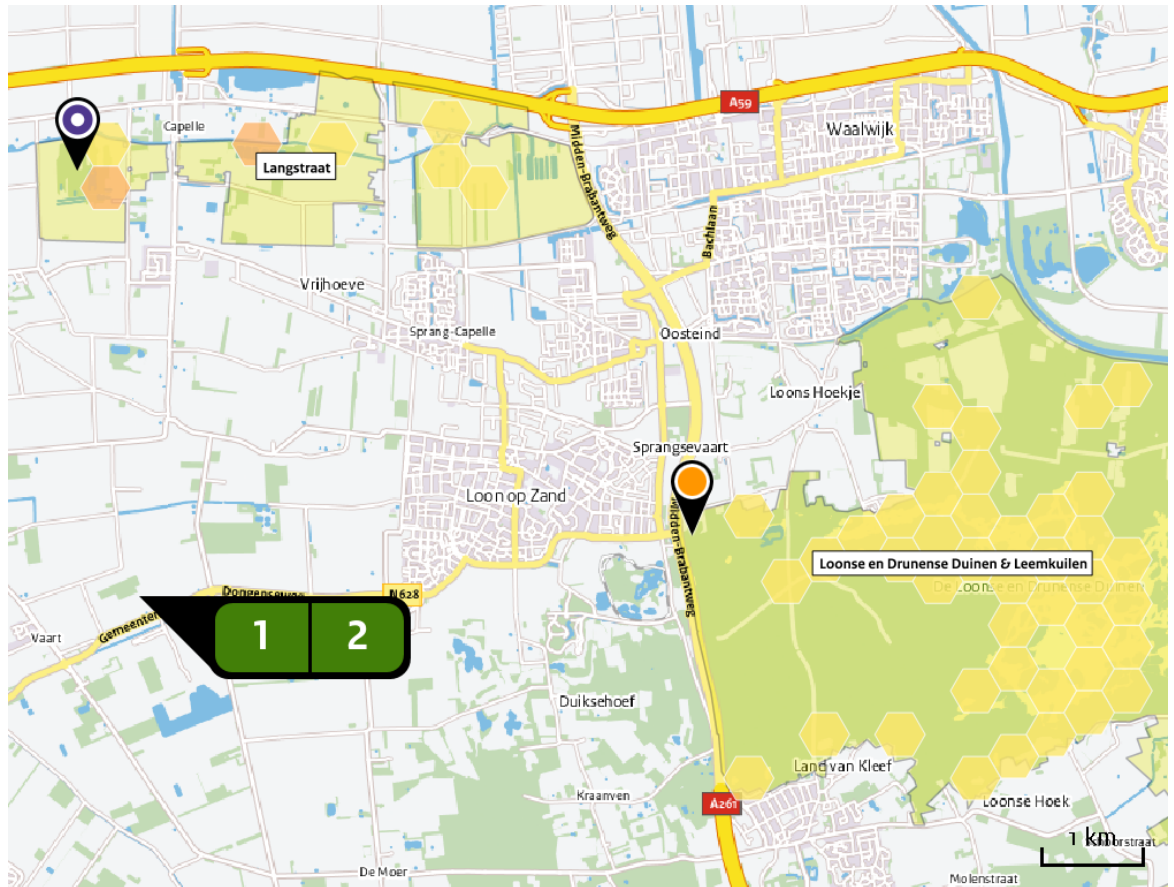 A59
Capelle
Waalwijk
Langstraat
Midden-Brabantweg
Bachlaan
Vrijhoeve
Sprang-Capelle
Oosteind
Loons Hoekje
Sprangsevaart
Loon op Zand
Midden-Brabantweg
Loonse en Drunense Duinen & Leemkuilen
De Loonse en Drunense Duinen
Dongenseweg
N628
Vaart
1
2
Duiksehoef
Land van Kleef
Kraanven
A261
Loonse Hoek
1 km
De Moer
Molenstraat